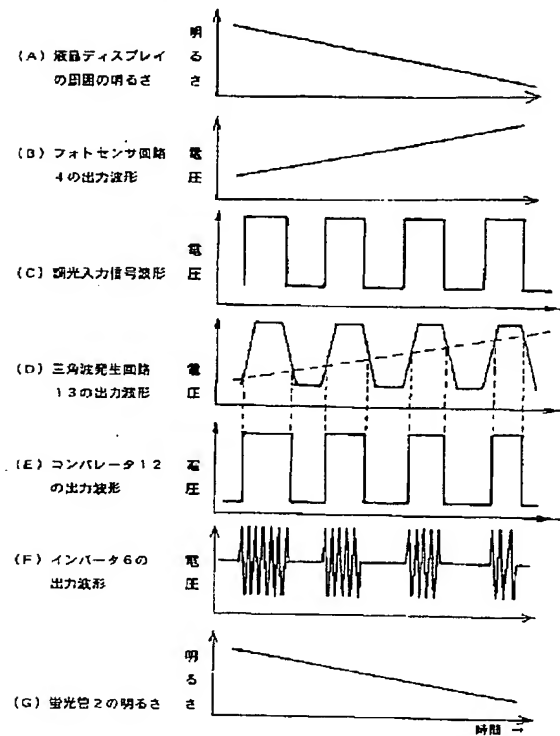 (A) 液晶ディスプレイ
の周囲の明るさ
明るさ
(B) フォトセンサ回路
4の出力波形
電圧
(C) 調光入力信号波形
電圧
(D) 三角波発生回路
13の出力波形
電圧
(E) コンパレータ12
の出力波形
電圧
(F) インバータ6の
出力波形
電圧
(G) 蛍光管2の明るさ
明るさ
時間 →